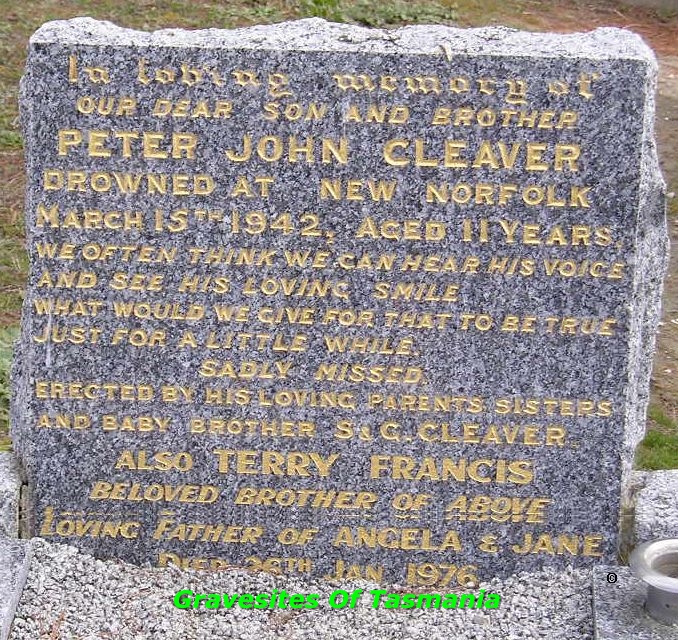 In loving memory of
OUR DEAR SON AND BROTHER
PETER JOHN CLEAVER
DROWNED AT NEW NORFOLK
MARCH 15TH 1942, AGED 11 YEARS,
WE OFTEN THINK WE CAN HEAR HIS VOICE
AND SEE HIS LOVING SMILE
WHAT WOULD WE GIVE FOR THAT TO BE TRUE
JUST FOR A LITTLE WHILE.
SADLY MISSED.
ERECTED BY HIS LOVING PARENTS SISTERS
AND BABY BROTHER S & G. CLEAVER.
ALSO TERRY FRANCIS
BELOVED BROTHER OF ABOVE
LOVING FATHER OF ANGELA & JANE
DIED 26TH JAN 1976
Gravesites Of Tasmania
©